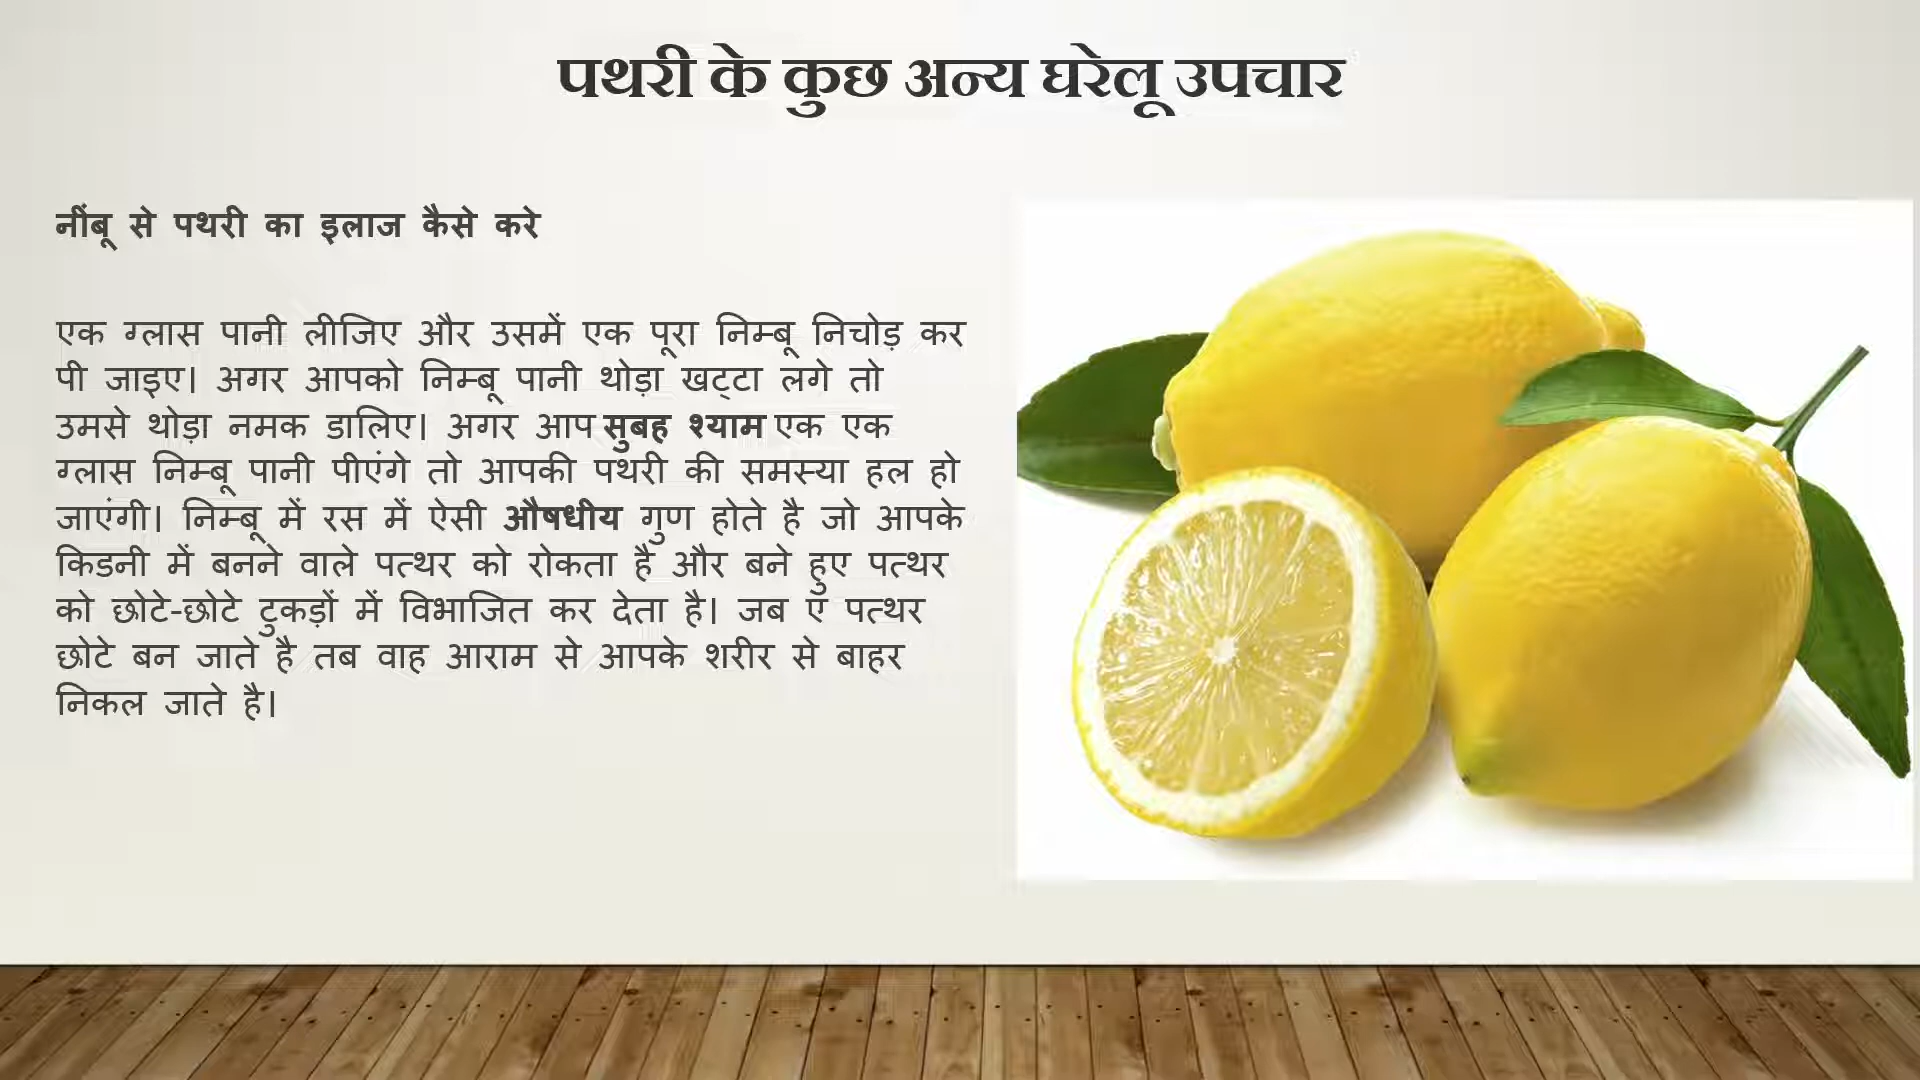 पथरी के कुछ अन्य घरेलू उपचार
नींबू से पथरी का इलाज कैसे करे
एक ग्लास पानी लीजिए और उसमें एक पूरा निम्बू निचोड़ कर
पी जाइए। अगर आपको निम्बू पानी थोड़ा खट्टा लगे तो
उमसे थोड़ा नमक डालिए। अगर आप सुबह श्याम एक एक
ग्लास निम्बू पानी पीएंगे तो आपकी पथरी की समस्या हल हो
जाएंगी। निम्बू में रस में ऐसी औषधीय गुण होते है जो आपके
किडनी में बनने वाले पत्थर को रोकता है और बने हुए पत्थर
को छोटे-छोटे टुकड़ों में विभाजित कर देता है। जब ए पत्थर
छोटे बन जाते है तब वाह आराम से आपके शरीर से बाहर
निकल जाते है।